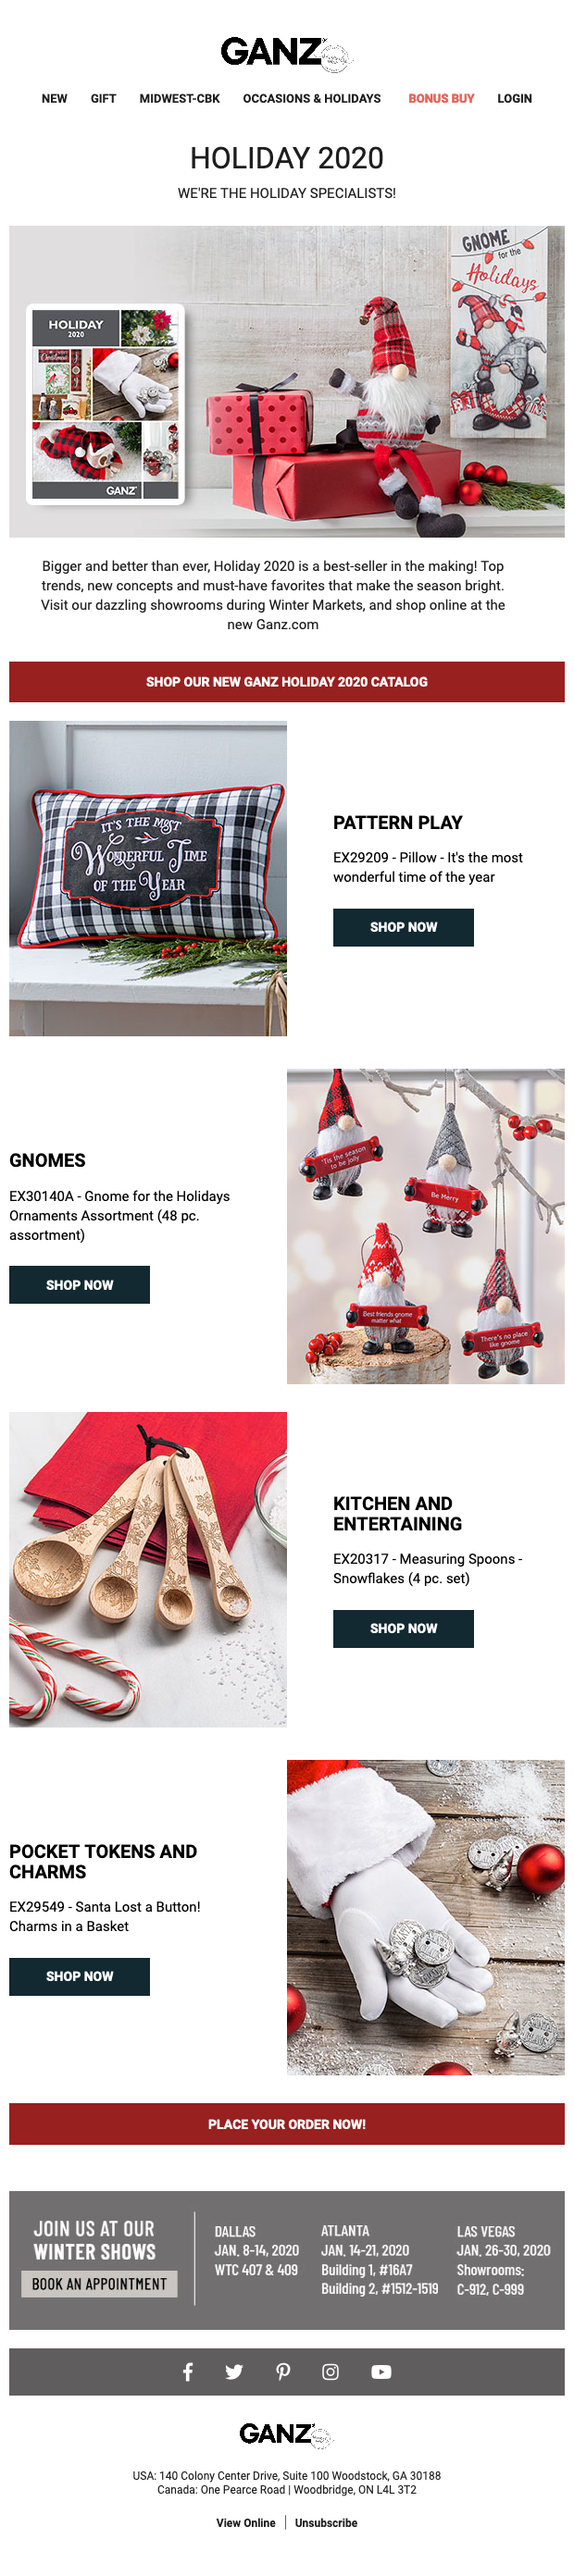 GANZ
NEW GIFT MIDWEST-CBK OCCASIONS & HOLIDAYS BONUS BUY LOGIN
HOLIDAY 2020
WE'RE THE HOLIDAY SPECIALISTS!
GNOME
for the
Holidays
HOLIDAY
2020
GANZ
Bigger and better than ever, Holiday 2020 is a best-seller in the making! Top
trends, new concepts and must-have favorites that make the season bright.
Visit our dazzling showrooms during Winter Markets, and shop online at the
new Ganz.com
SHOP OUR NEW GANZ HOLIDAY 2020 CATALOG
IT'S THE MOST
WONDERFUL TIME
OF THE YEAR
PATTERN PLAY
EX29209 - Pillow - It's the most
wonderful time of the year
SHOP NOW
GNOMES
EX30140A - Gnome for the Holidays
Ornaments Assortment (48 pc.
assortment)
SHOP NOW
'Tis the season
to be jolly
Be Merry
Best friends gnome
matter what
There's no place
like gnome
KITCHEN AND
ENTERTAINING
EX20317 - Measuring Spoons -
Snowflakes (4 pc. set)
SHOP NOW
POCKET TOKENS AND
CHARMS
EX29549 - Santa Lost a Button!
Charms in a Basket
SHOP NOW
PLACE YOUR ORDER NOW!
JOIN US AT OUR
WINTER SHOWS
BOOK AN APPOINTMENT
DALLAS
JAN. 8-14, 2020
WTC 407 & 409
ATLANTA
JAN. 14-21, 2020
Building 1, #16A7
Building 2, #1512-1519
LAS VEGAS
JAN. 26-30, 2020
Showrooms:
C-912, C-999
GANZ
USA: 140 Colony Center Drive, Suite 100 Woodstock, GA 30188
Canada: One Pearce Road | Woodbridge, ON L4L 3T2
View Online | Unsubscribe